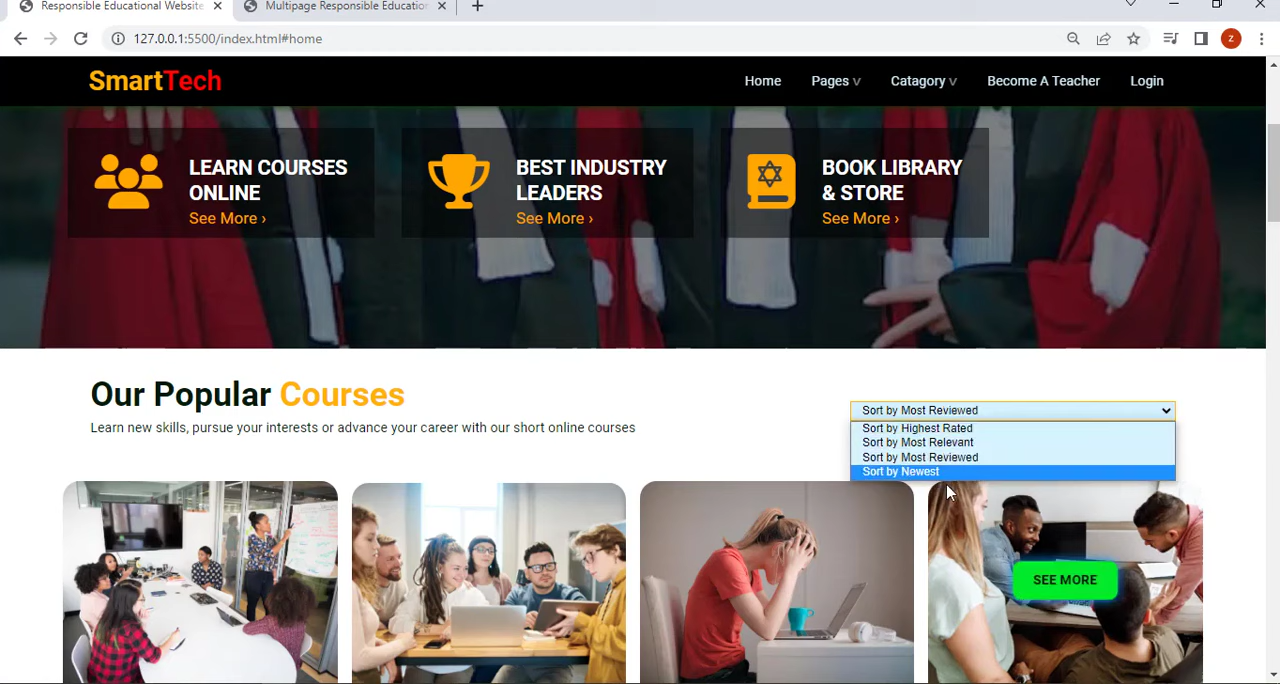 Responsible Educational Website
Multipage Responsible Education
127.0.0.1:5500/index.html#home
z
SmartTech
Home
Pages v
Catagory v
Become A Teacher
Login
LEARN COURSES
ONLINE
See More ›
BEST INDUSTRY
LEADERS
See More ›
BOOK LIBRARY
& STORE
See More ›
Our Popular Courses
Learn new skills, pursue your interests or advance your career with our short online courses
Sort by Most Reviewed
Sort by Highest Rated
Sort by Most Relevant
Sort by Most Reviewed
Sort by Newest
SEE MORE